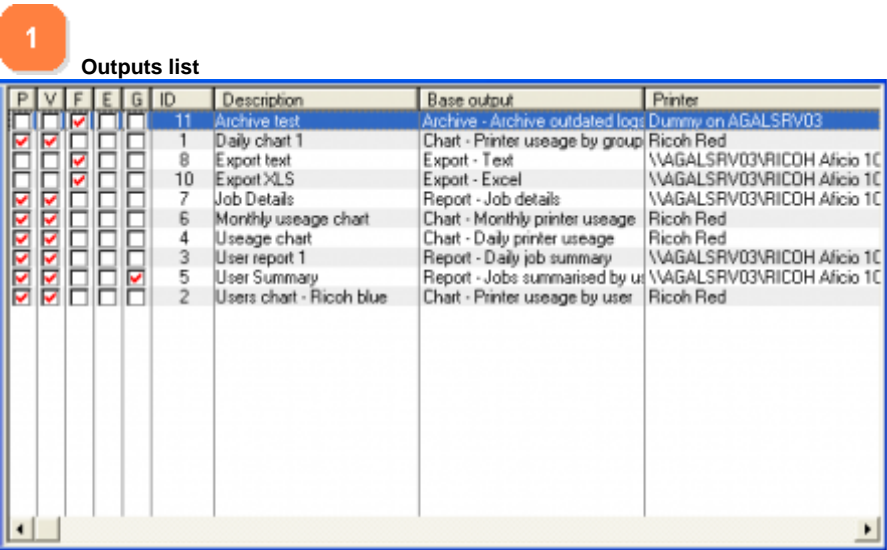 1
Outputs list
P V F E G ID Description Base output Printer
11 Archive test Archive - Archive outdated logs Dummy on AGALSRV03
1 Daily chart 1 Chart - Printer useage by group Ricoh Red
8 Export text Export - Text \\AGALSRV03\RICOH Aficio 10
10 Export XLS Export - Excel \\AGALSRV03\RICOH Aficio 10
7 Job Details Report - Job details \\AGALSRV03\RICOH Aficio 10
6 Monthly useage chart Chart - Monthly printer useage Ricoh Red
4 Useage chart Chart - Daily printer useage Ricoh Red
3 User report 1 Report - Daily job summary \\AGALSRV03\RICOH Aficio 10
5 User Summary Report - Jobs summarised by us \\AGALSRV03\RICOH Aficio 10
2 Users chart - Ricoh blue Chart - Printer useage by user Ricoh Red